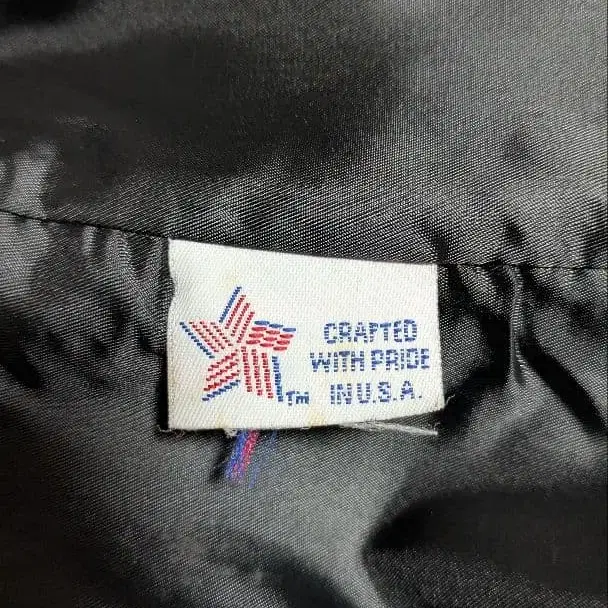 CRAFTED
WITH PRIDE
IN U.S.A.
TM